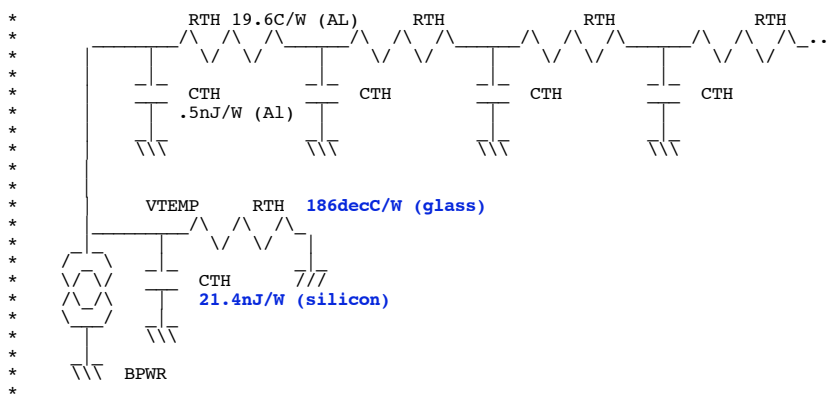 RTH 19.6C/W (AL) RTH RTH RTH
CTH CTH CTH CTH
.5nJ/W (Al)
VTEMP RTH 186decC/W (glass)
CTH
21.4nJ/W (silicon)
BPWR